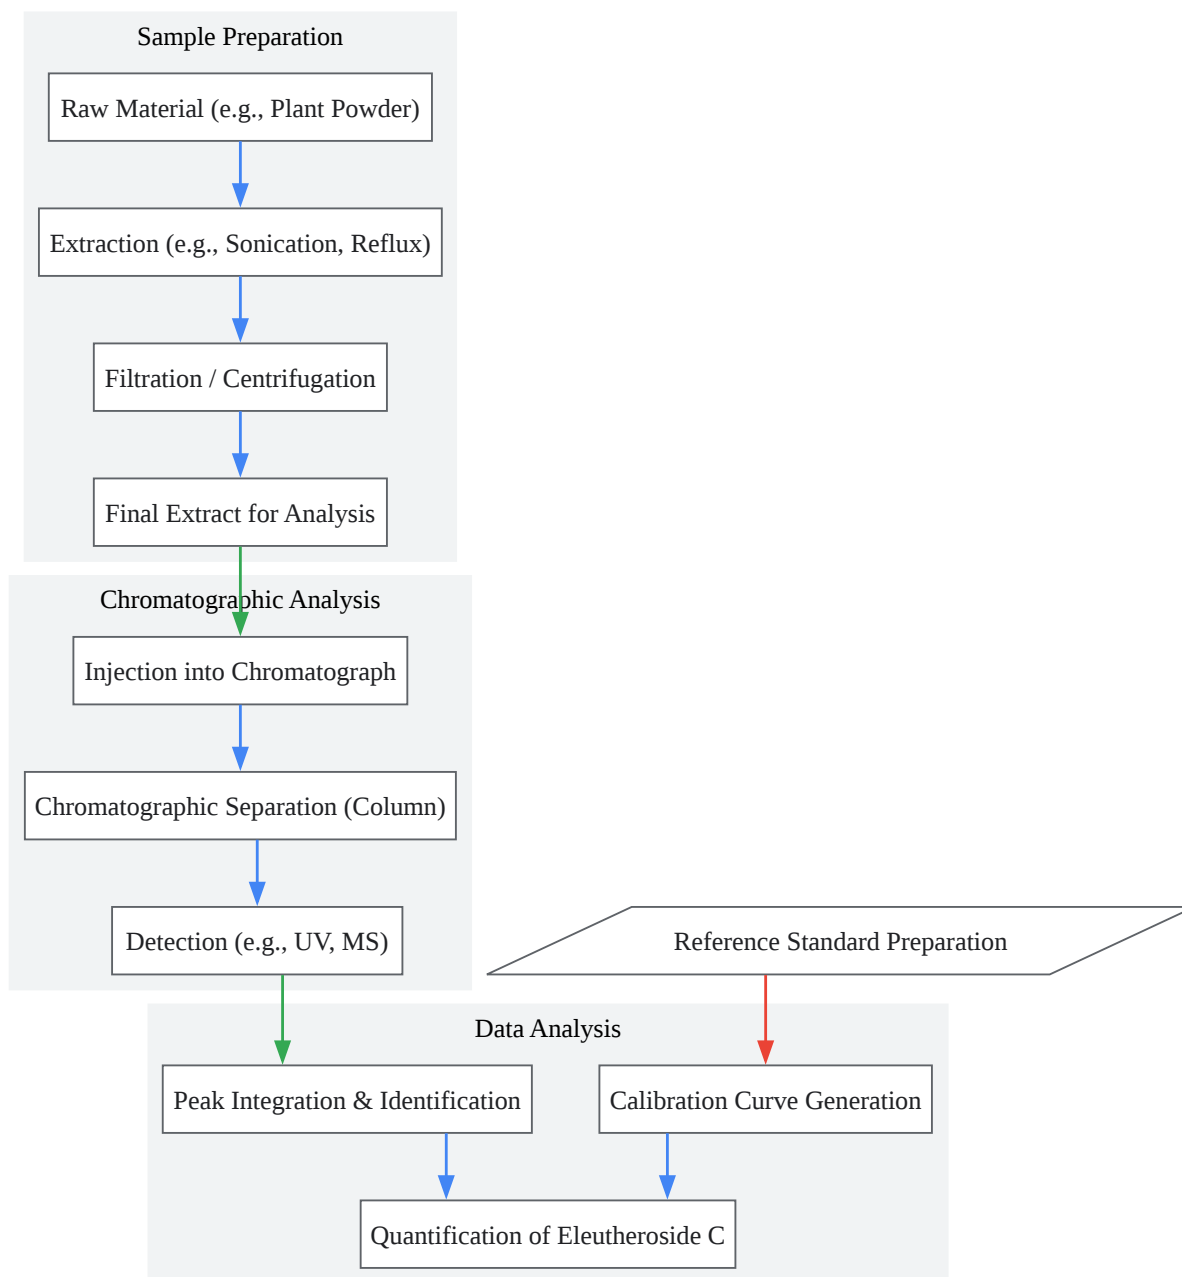 Sample Preparation
Raw Material (e.g., Plant Powder)
Extraction (e.g., Sonication, Reflux)
Filtration / Centrifugation
Final Extract for Analysis
Chromatographic Analysis
Injection into Chromatograph
Chromatographic Separation (Column)
Detection (e.g., UV, MS)
Reference Standard Preparation
Data Analysis
Peak Integration & Identification
Calibration Curve Generation
Quantification of Eleutheroside C